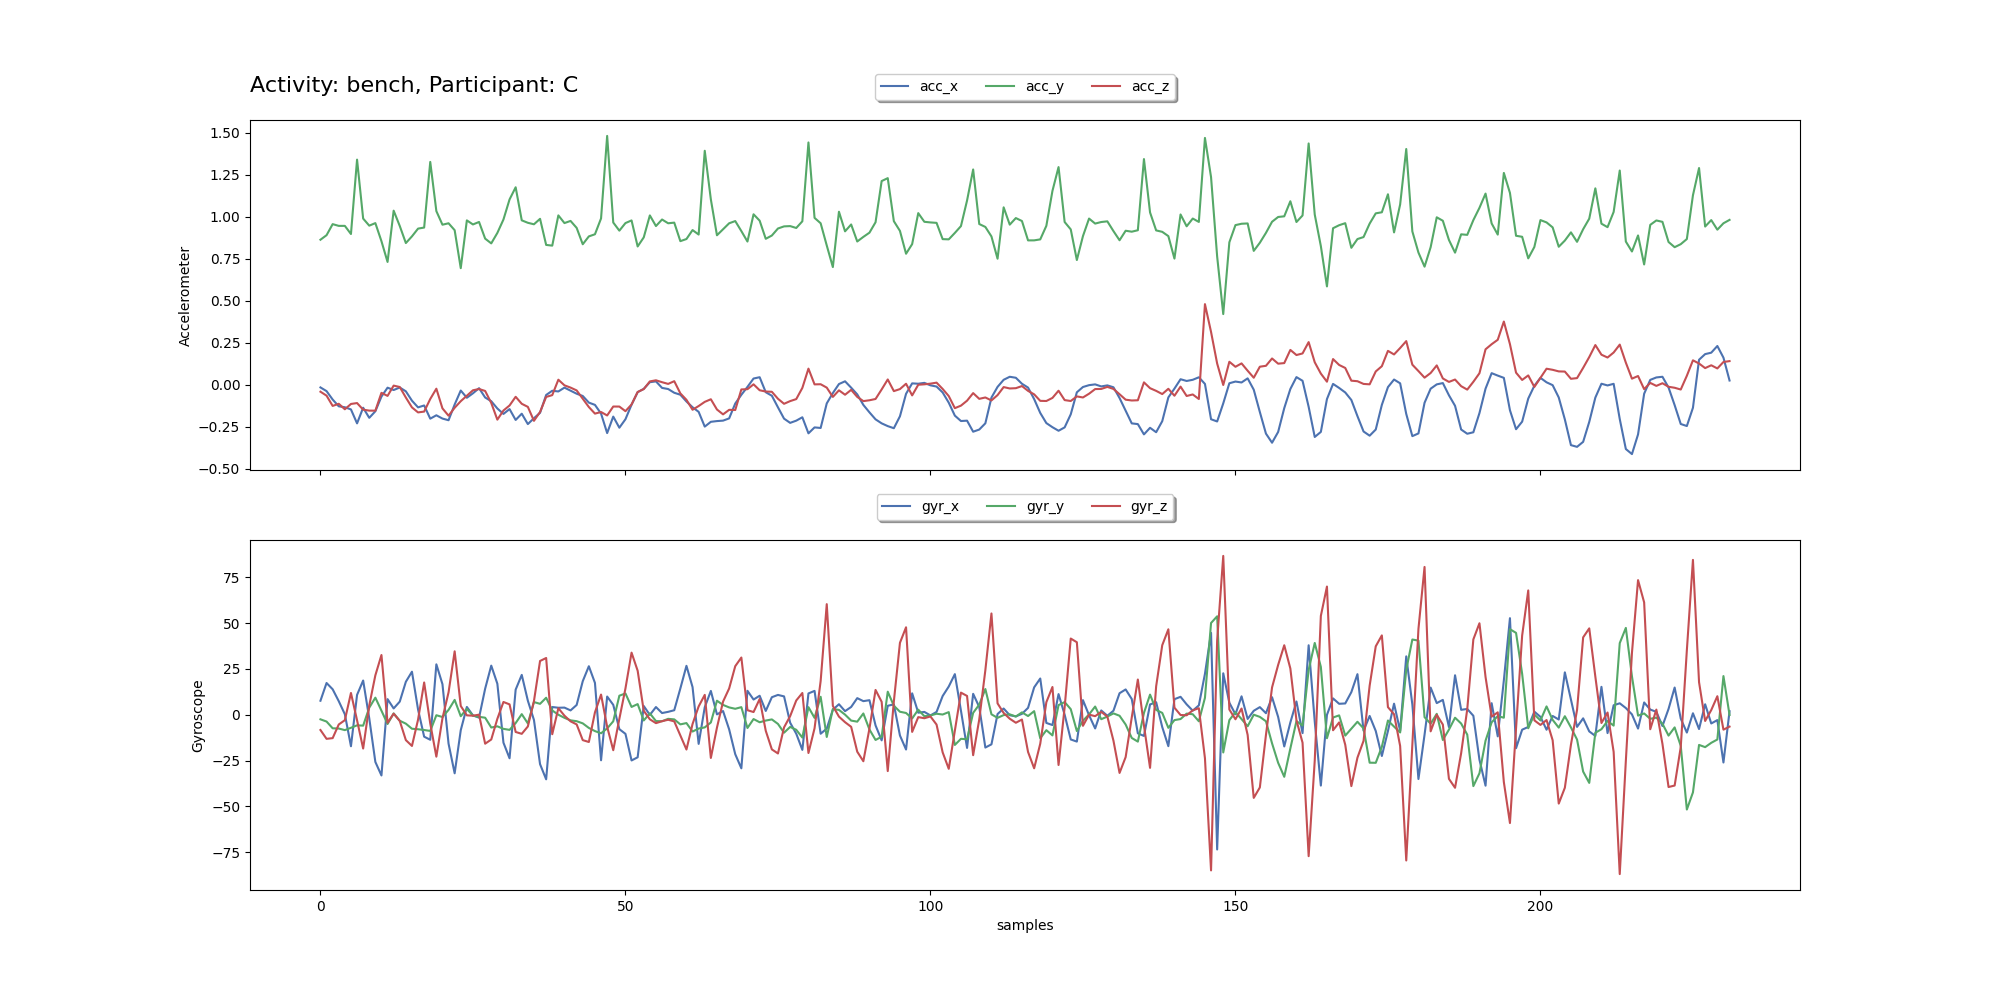 Activity: bench, Participant: C
acc_x acc_y acc_z
1.50
1.25
1.00
0.75
0.50
0.25
0.00
−0.25
−0.50
Accelerometer
gyr_x gyr_y gyr_z
75
50
25
0
−25
−50
−75
Gyroscope
0 50 100 150 200
samples